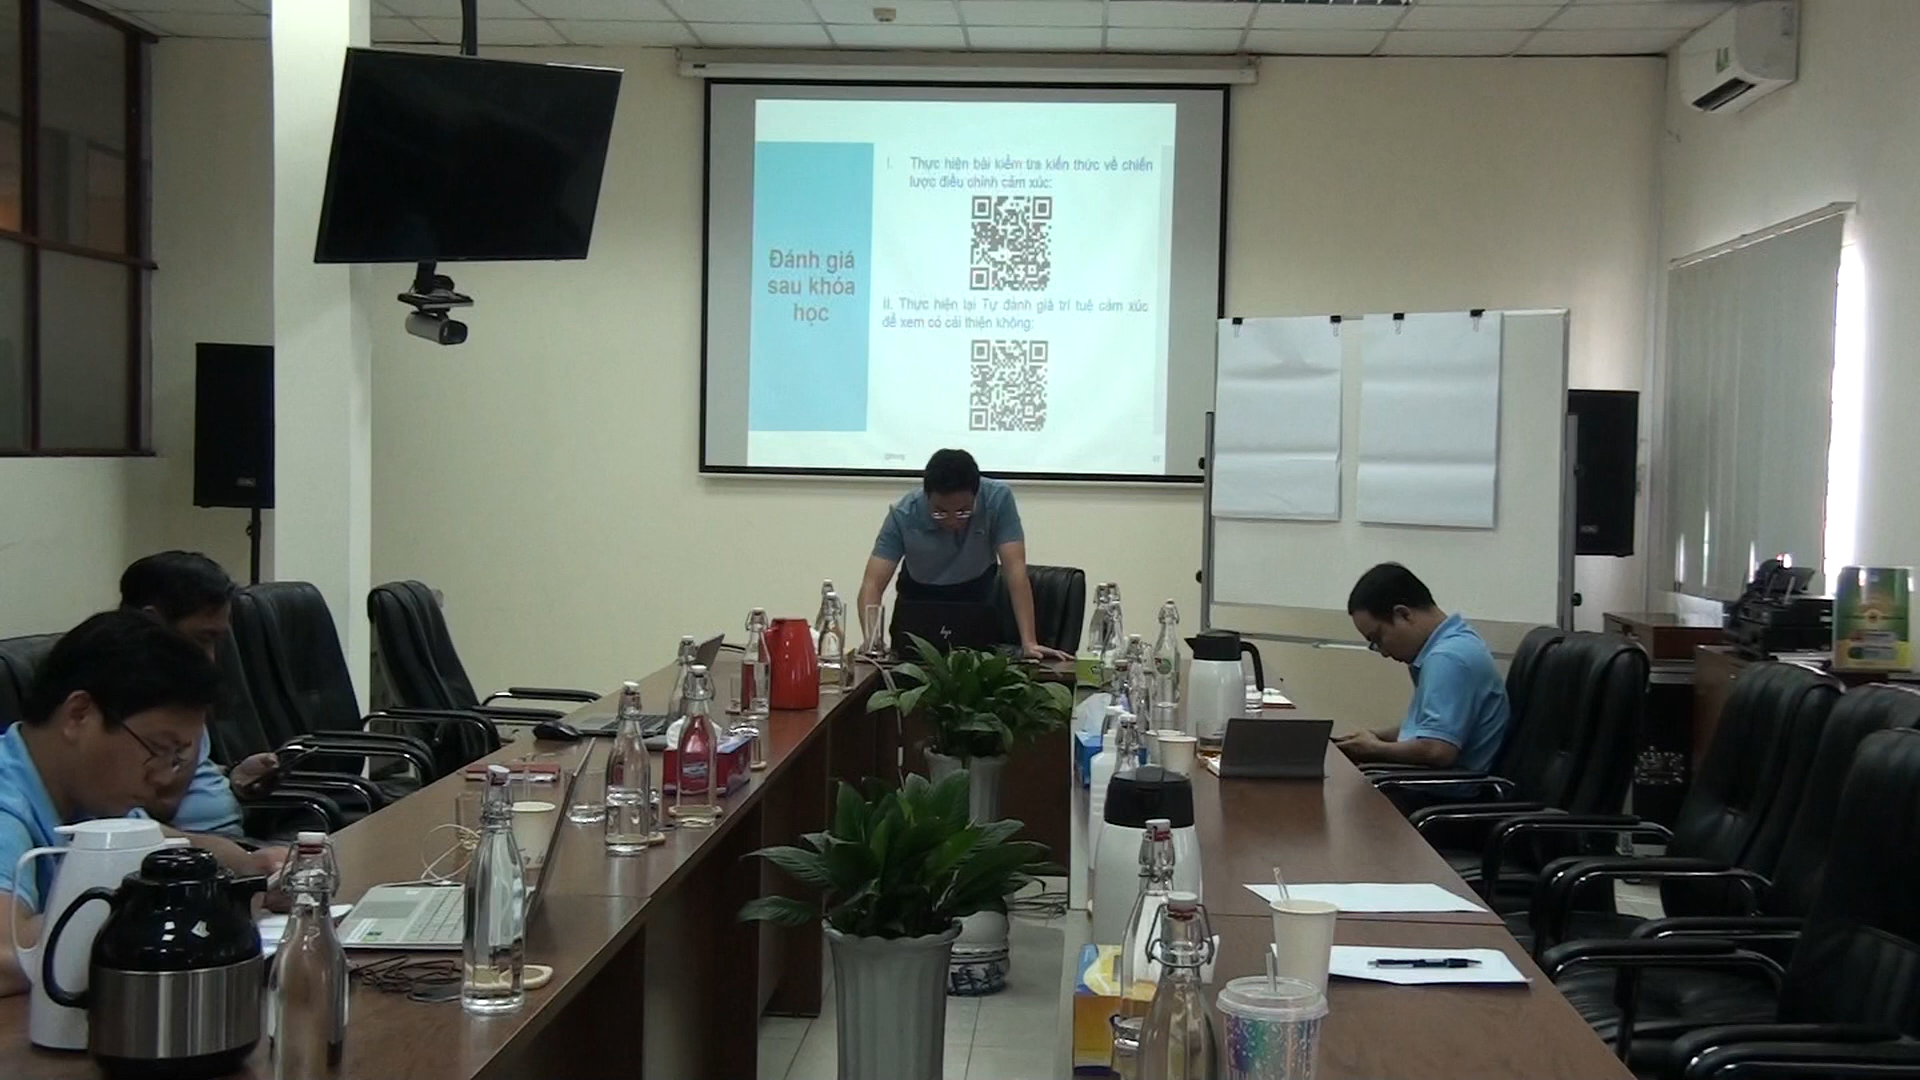 I. Thực hiện bài kiểm tra kiến thức về chiến
lược điều chỉnh cảm xúc:
Đánh giá
sau khóa
học
II. Thực hiện lại Tự đánh giá trí tuệ cảm xúc
để xem có cải thiện không:
hp